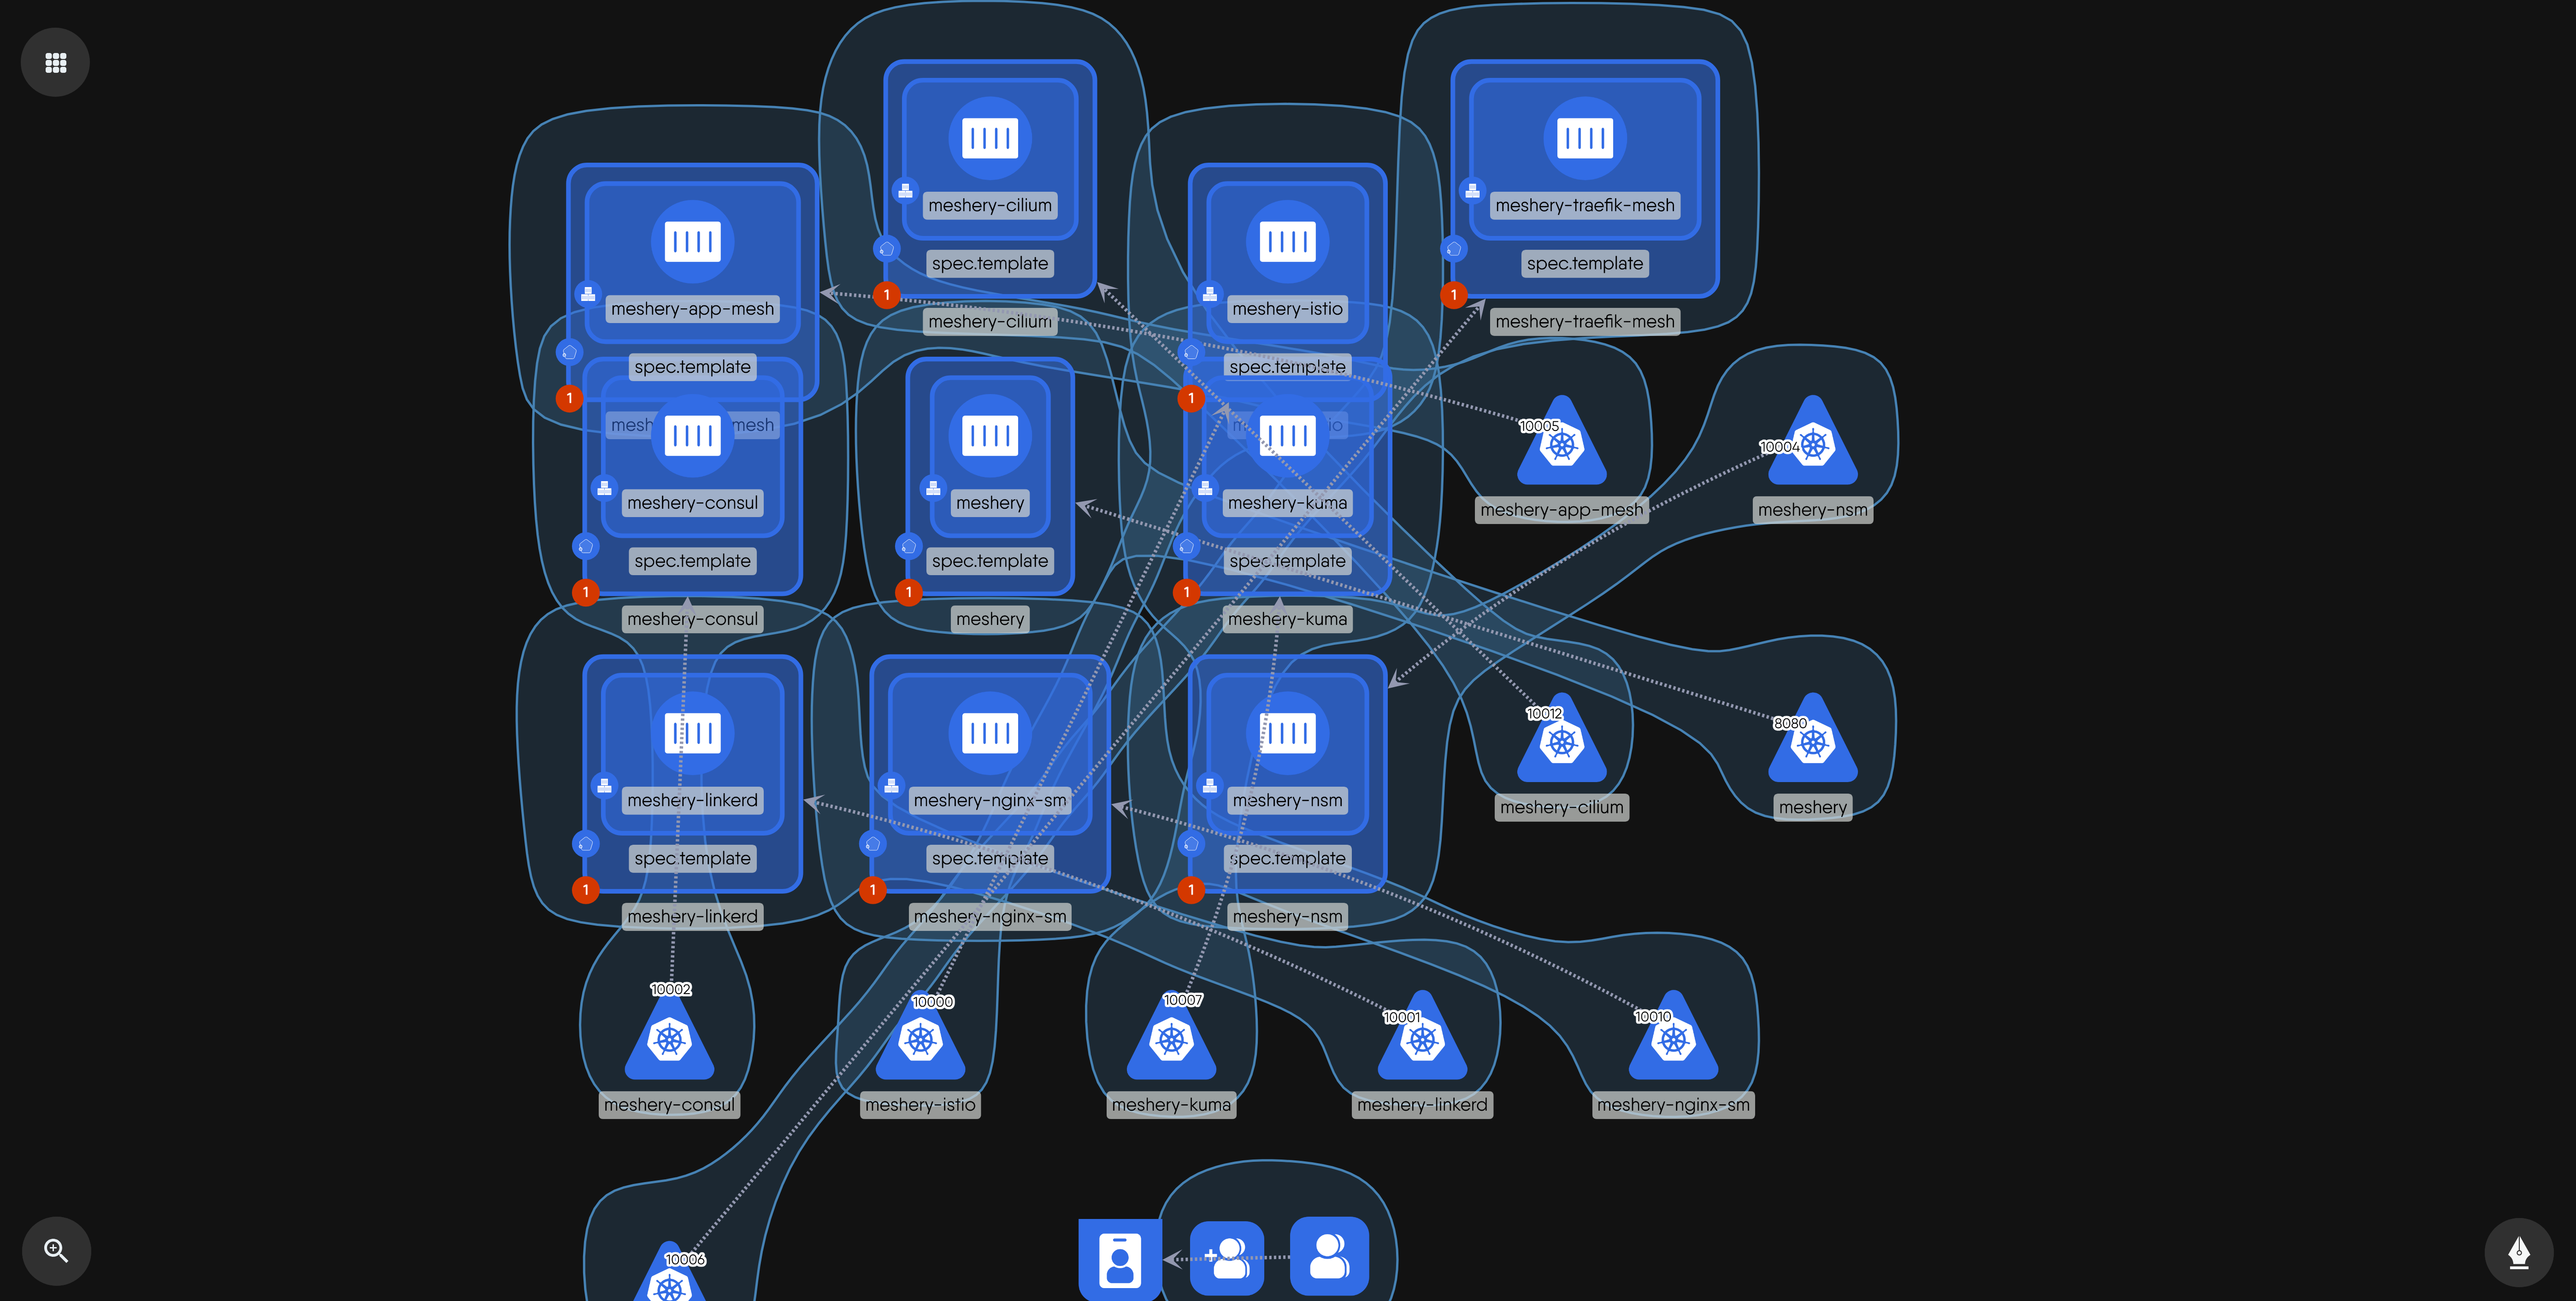 meshery-cilium
spec.template
1
meshery-cilium
meshery-traefik-mesh
spec.template
1
meshery-traefik-mesh
meshery-app-mesh
spec.template
1
mesh
mesh
meshery-istio
spec.template
1
io
meshery-consul
spec.template
1
meshery-consul
meshery
spec.template
1
meshery
meshery-kuma
spec.template
1
meshery-kuma
10005
meshery-app-mesh
10004
meshery-nsm
meshery-linkerd
spec.template
1
meshery-linkerd
meshery-nginx-sm
spec.template
1
meshery-nginx-sm
meshery-nsm
spec.template
1
meshery-nsm
10012
meshery-cilium
8080
meshery
10002
meshery-consul
10000
meshery-istio
10007
meshery-kuma
10001
meshery-linkerd
10010
meshery-nginx-sm
10006